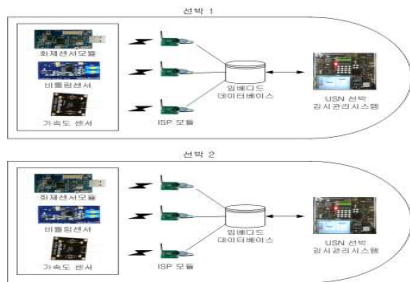 선박 1
화재센서모듈
비틀림센서
가속도 센서
ISP 모듈
임베디드
데이터베이스
USN 선박
감시관리시스템
선박 2
화재센서모듈
비틀림센서
가속도 센서
ISP 모듈
임베디드
데이터베이스
USN 선박
감시관리시스템